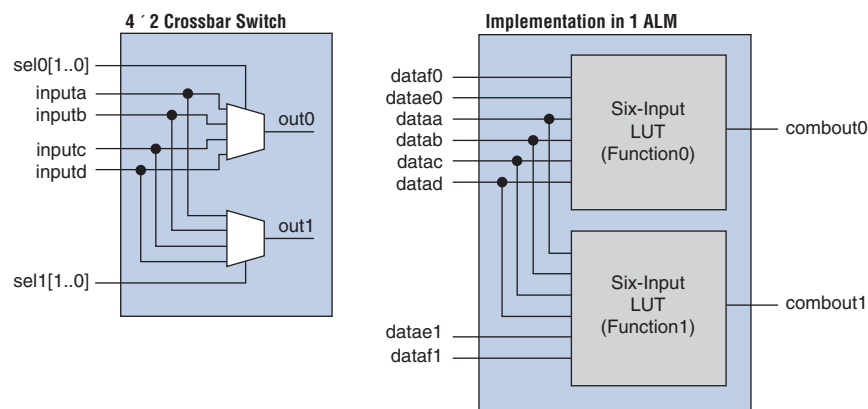 4 ´ 2 Crossbar Switch
sel0[1..0]
inputa
inputb
inputc
inputd
out0
out1
sel1[1..0]
Implementation in 1 ALM
dataf0
datae0
dataa
datab
datac
datad
Six-Input
LUT
(Function0)
combout0
Six-Input
LUT
(Function1)
combout1
datae1
dataf1